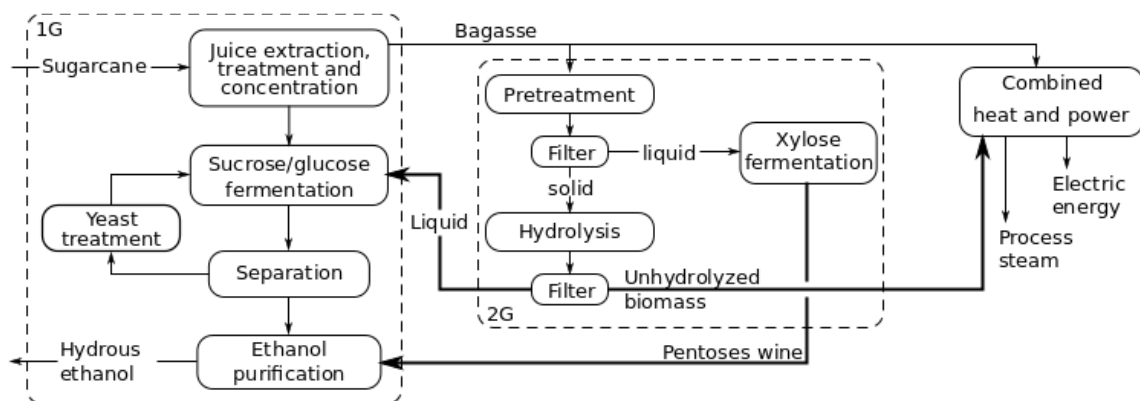 1G
Sugarcane
Juice extraction,
treatment and
concentration
Bagasse
Sucrose/glucose
fermentation
Yeast
treatment
Separation
Ethanol
purification
Hydrous
ethanol
Liquid
2G
Pretreatment
Filter
liquid
Xylose
fermentation
solid
Hydrolysis
Filter
Unhydrolyzed
biomass
Pentoses wine
Combined
heat and power
Electric
energy
Process
steam